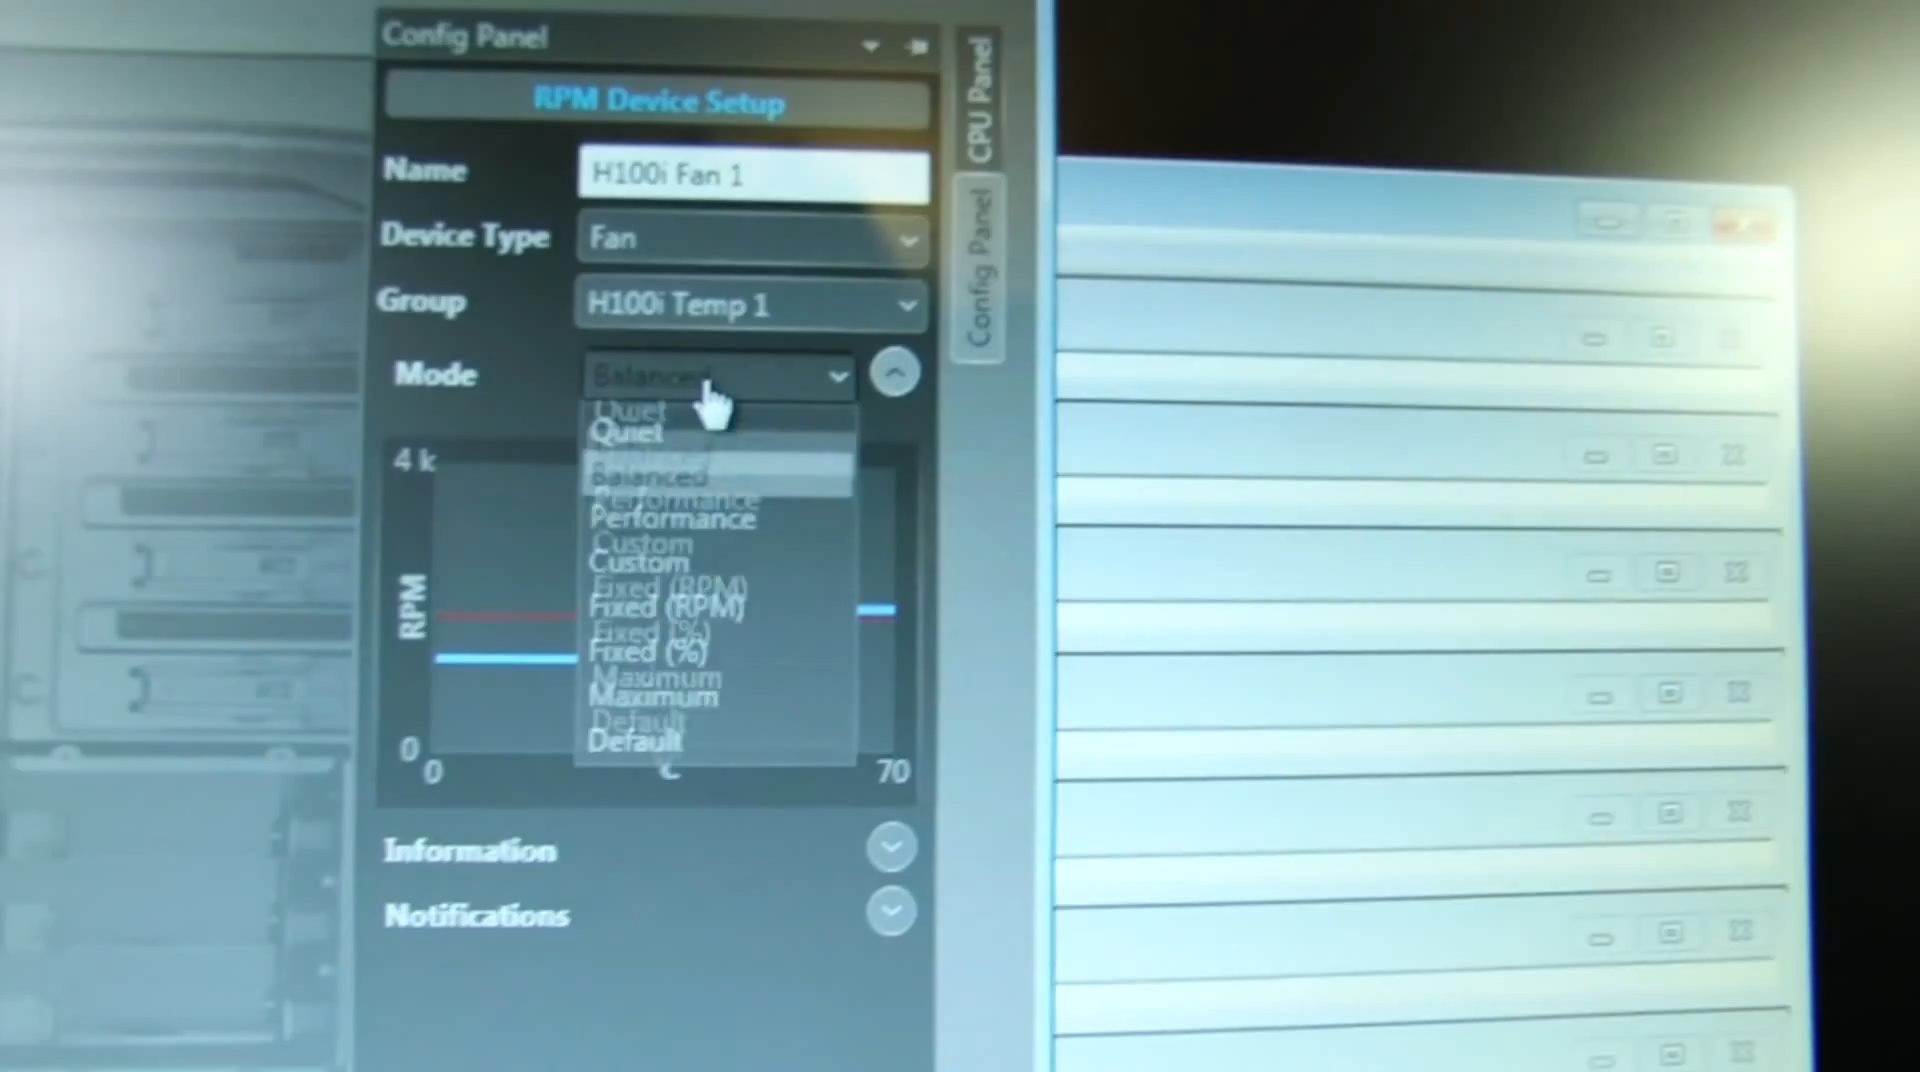 Config Panel
RPM Device Setup
Name
H100i Fan 1
Device Type
Fan
Group
H100i Temp 1
Mode
Balanced
Quiet
Balanced
Performance
Custom
Fixed (RPM)
Fixed (%)
Maximum
Default
4 k
RPM
0
0
C
70
Information
Notifications
CPU Panel
Config Panel